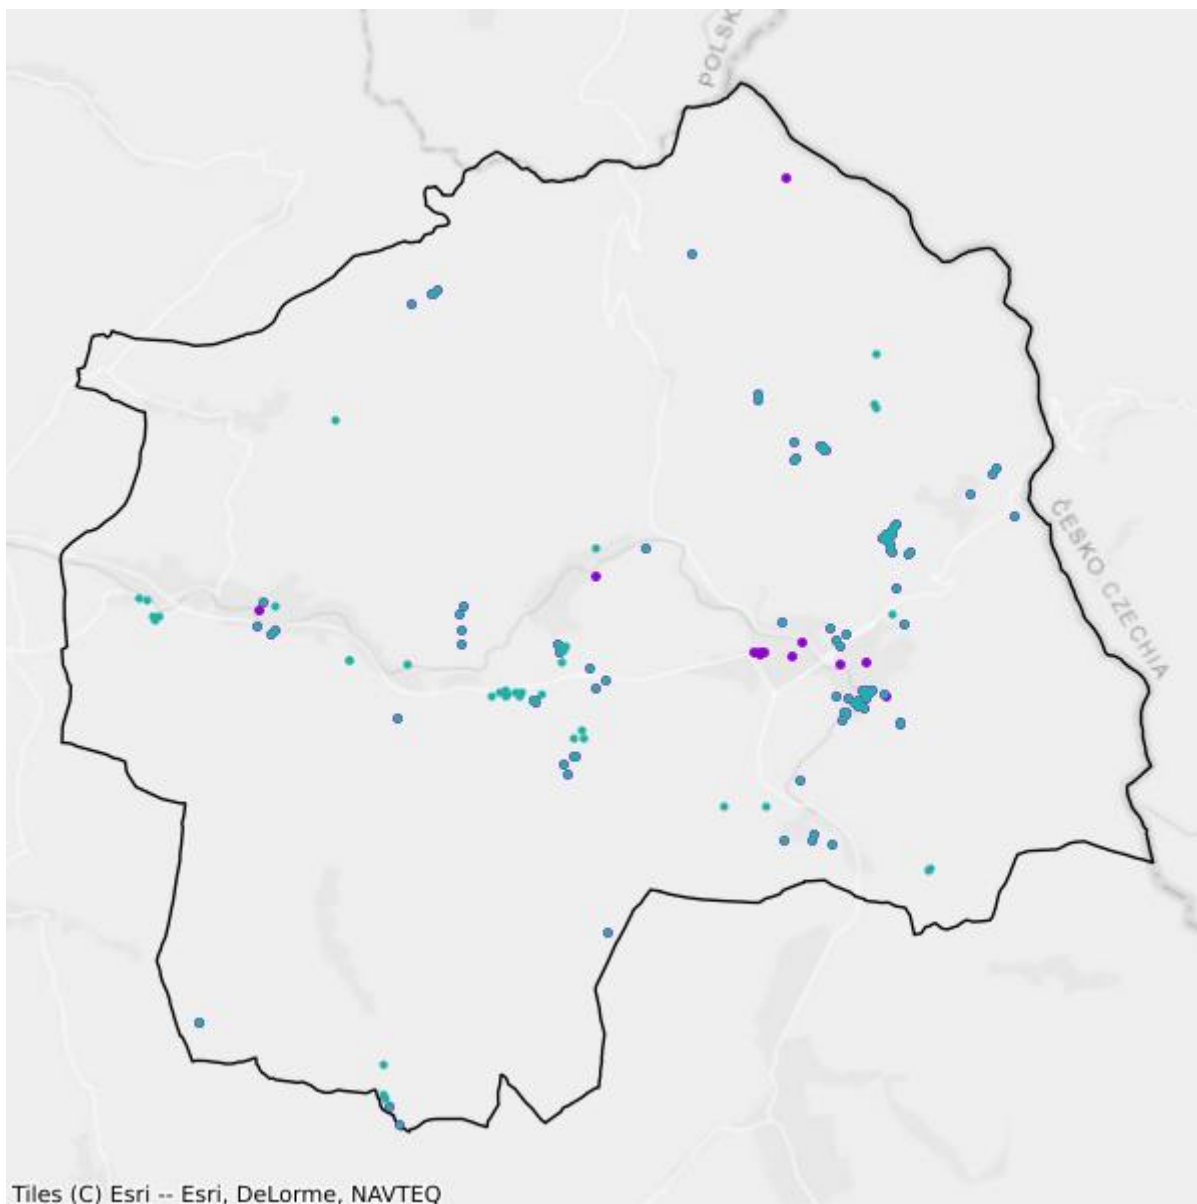 POLSK
ČESKO CZECHIA
Tiles (C) Esri -- Esri, DeLorme, NAVTEQ